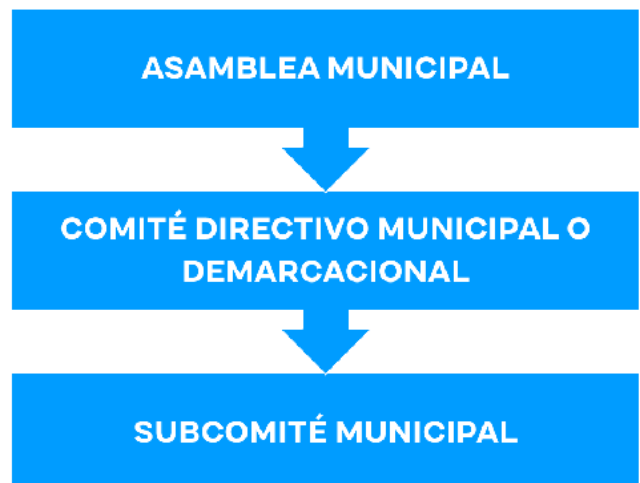 ASAMBLEA MUNICIPAL
COMITÉ DIRECTIVO MUNICIPAL O
DEMARCACIONAL
SUBCOMITÉ MUNICIPAL